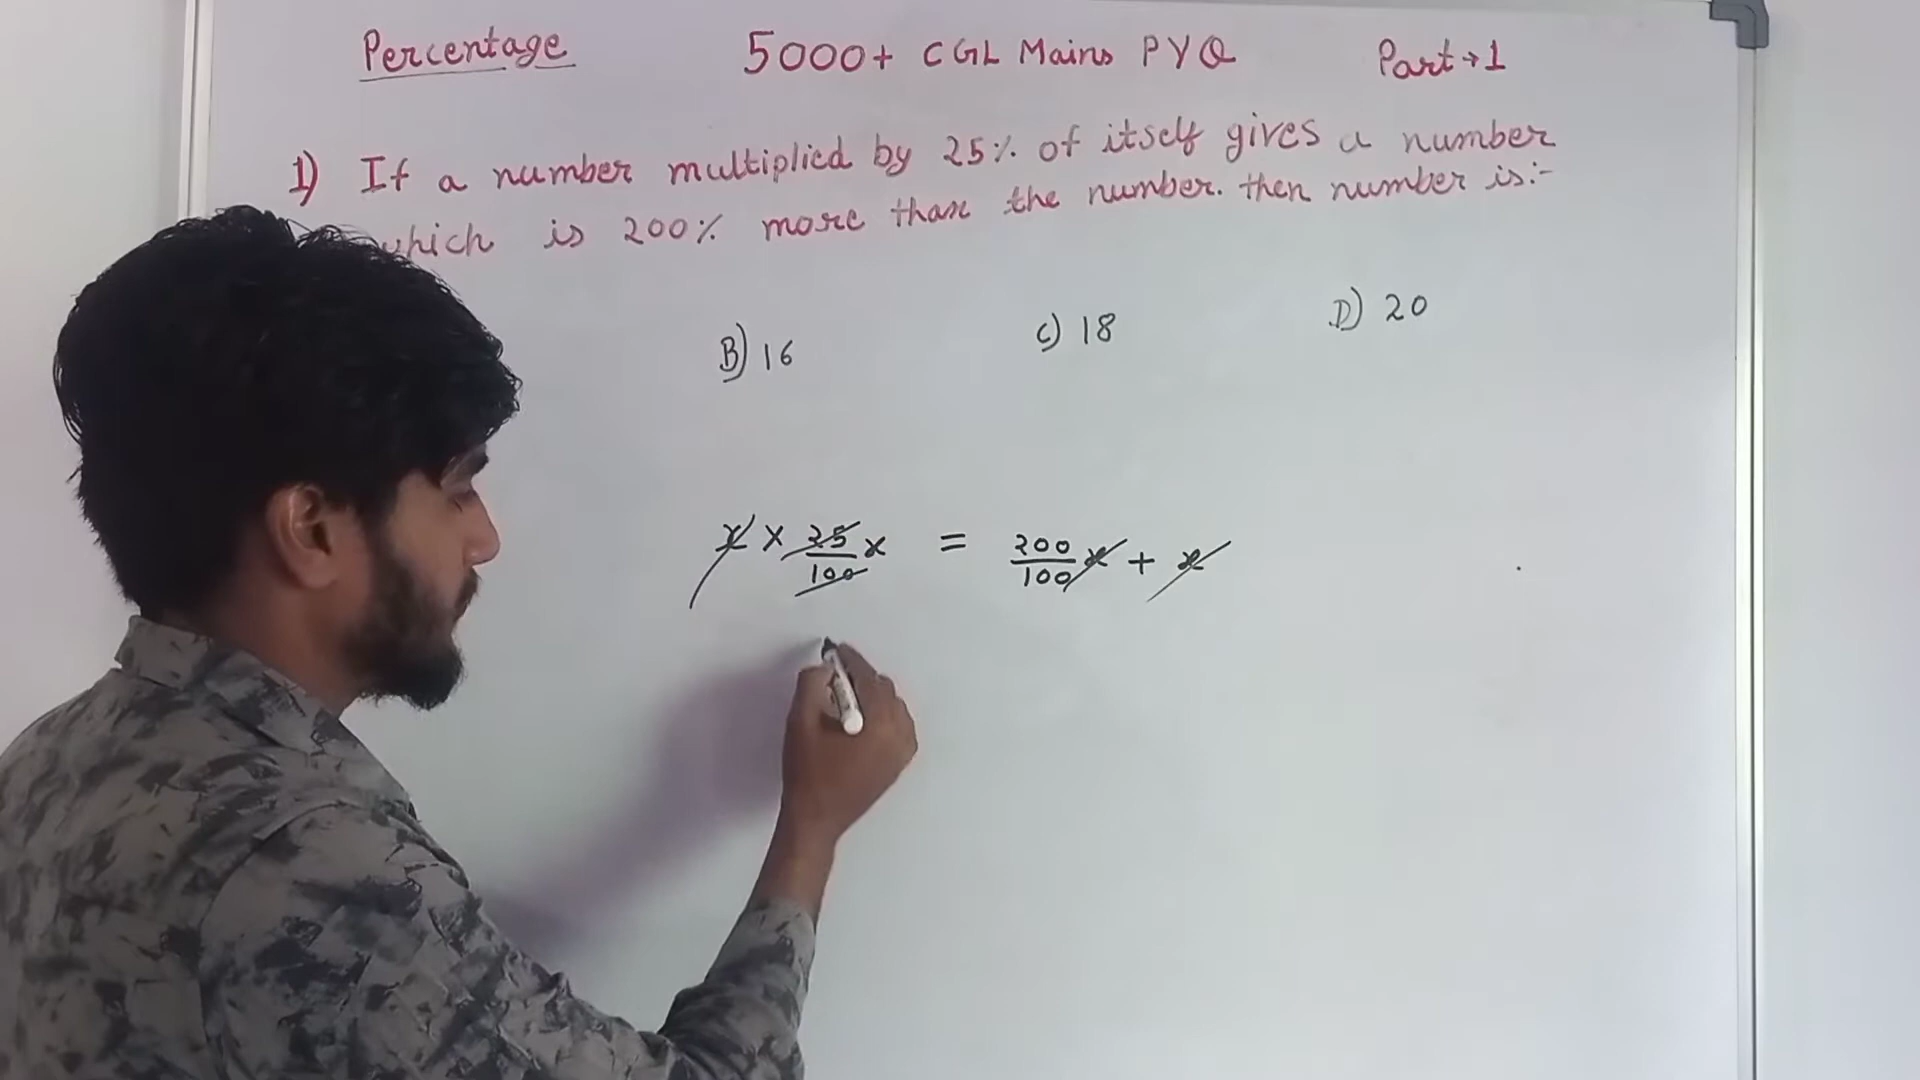 Percentage 5000+ CGL Mains PYQ Part→1
1) If a number multiplied by 25% of itself gives a number
which is 200% more than the number. then number is:-
B) 16 C) 18 D) 20
x × 25/100 x = 200/100 x + x